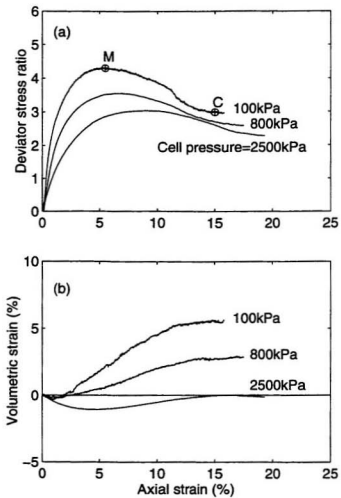 6
(a)
M
5
4
C
3
100kPa
800kPa
2
Cell pressure=2500kPa
1
0
0 5 10 15 20 25
Deviator stress ratio
10
(b)
5
100kPa
800kPa
2500kPa
0
−5
0 5 10 15 20 25
Volumetric strain (%)
Axial strain (%)